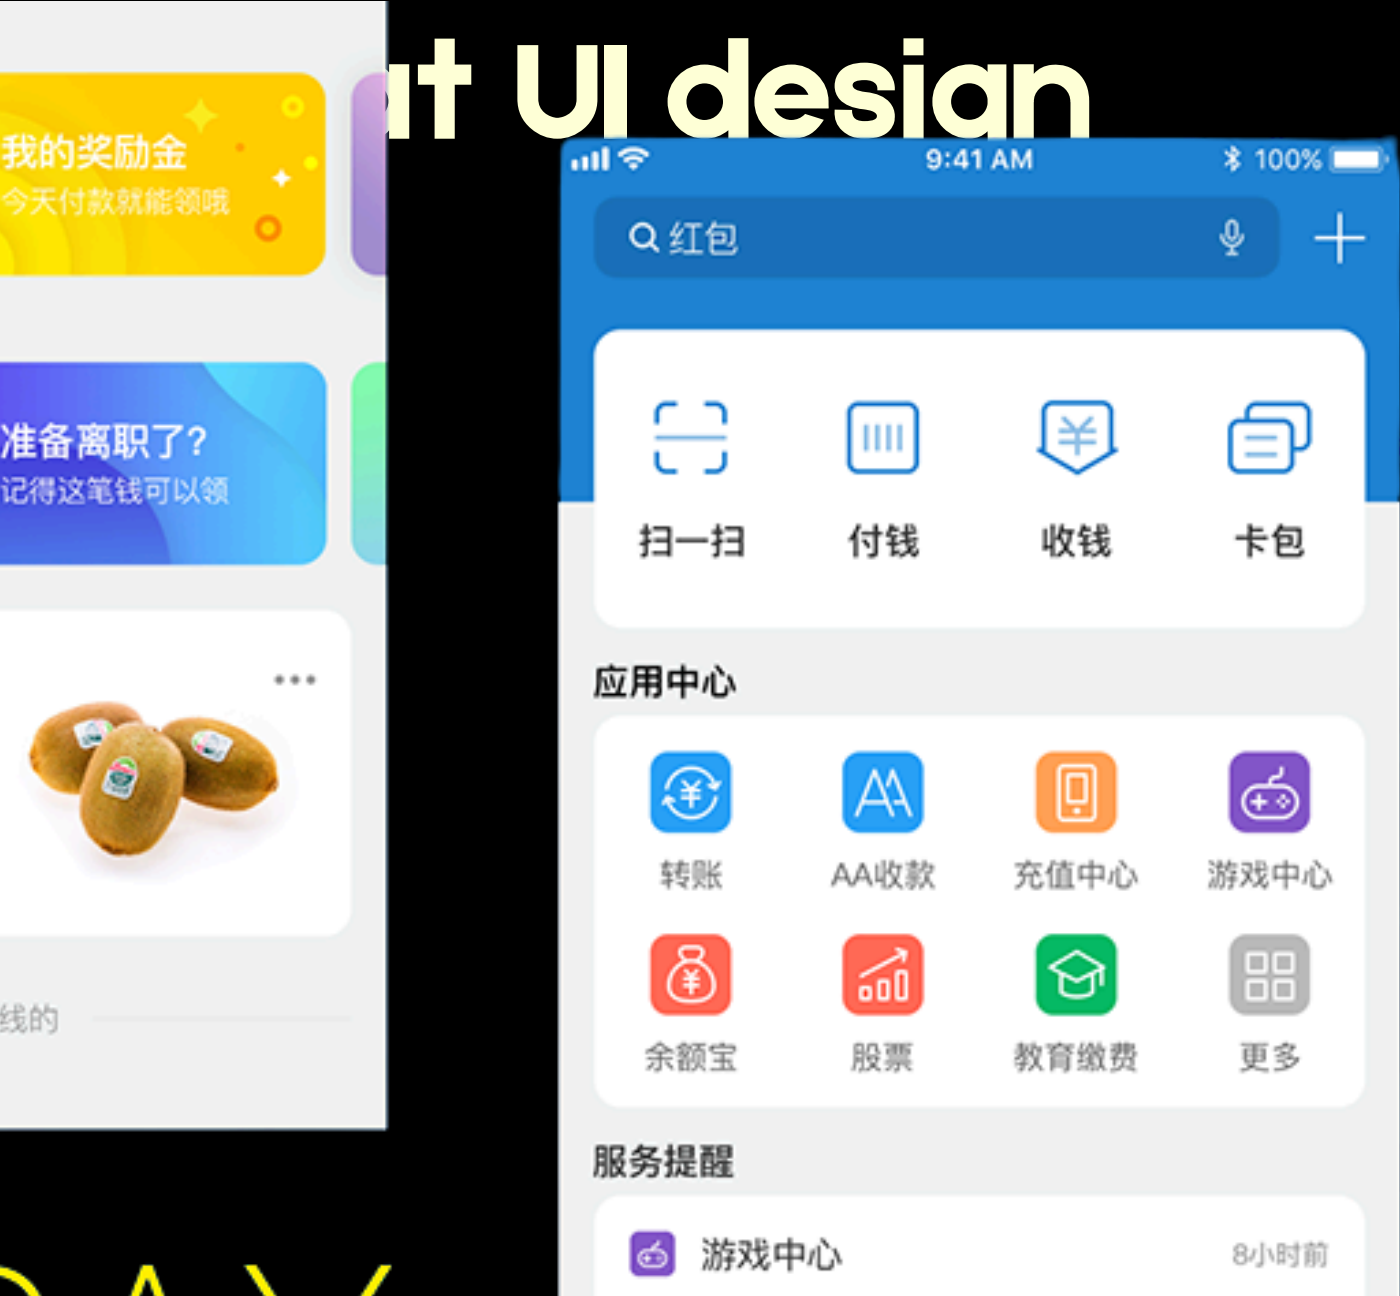 at UI design
我的奖励金
今天付款就能领哦
准备离职了?
记得这笔钱可以领
线的
9:41 AM
100%
红包
扫一扫
付钱
收钱
卡包
应用中心
转账
AA收款
充值中心
游戏中心
余额宝
股票
教育缴费
更多
服务提醒
游戏中心
8小时前